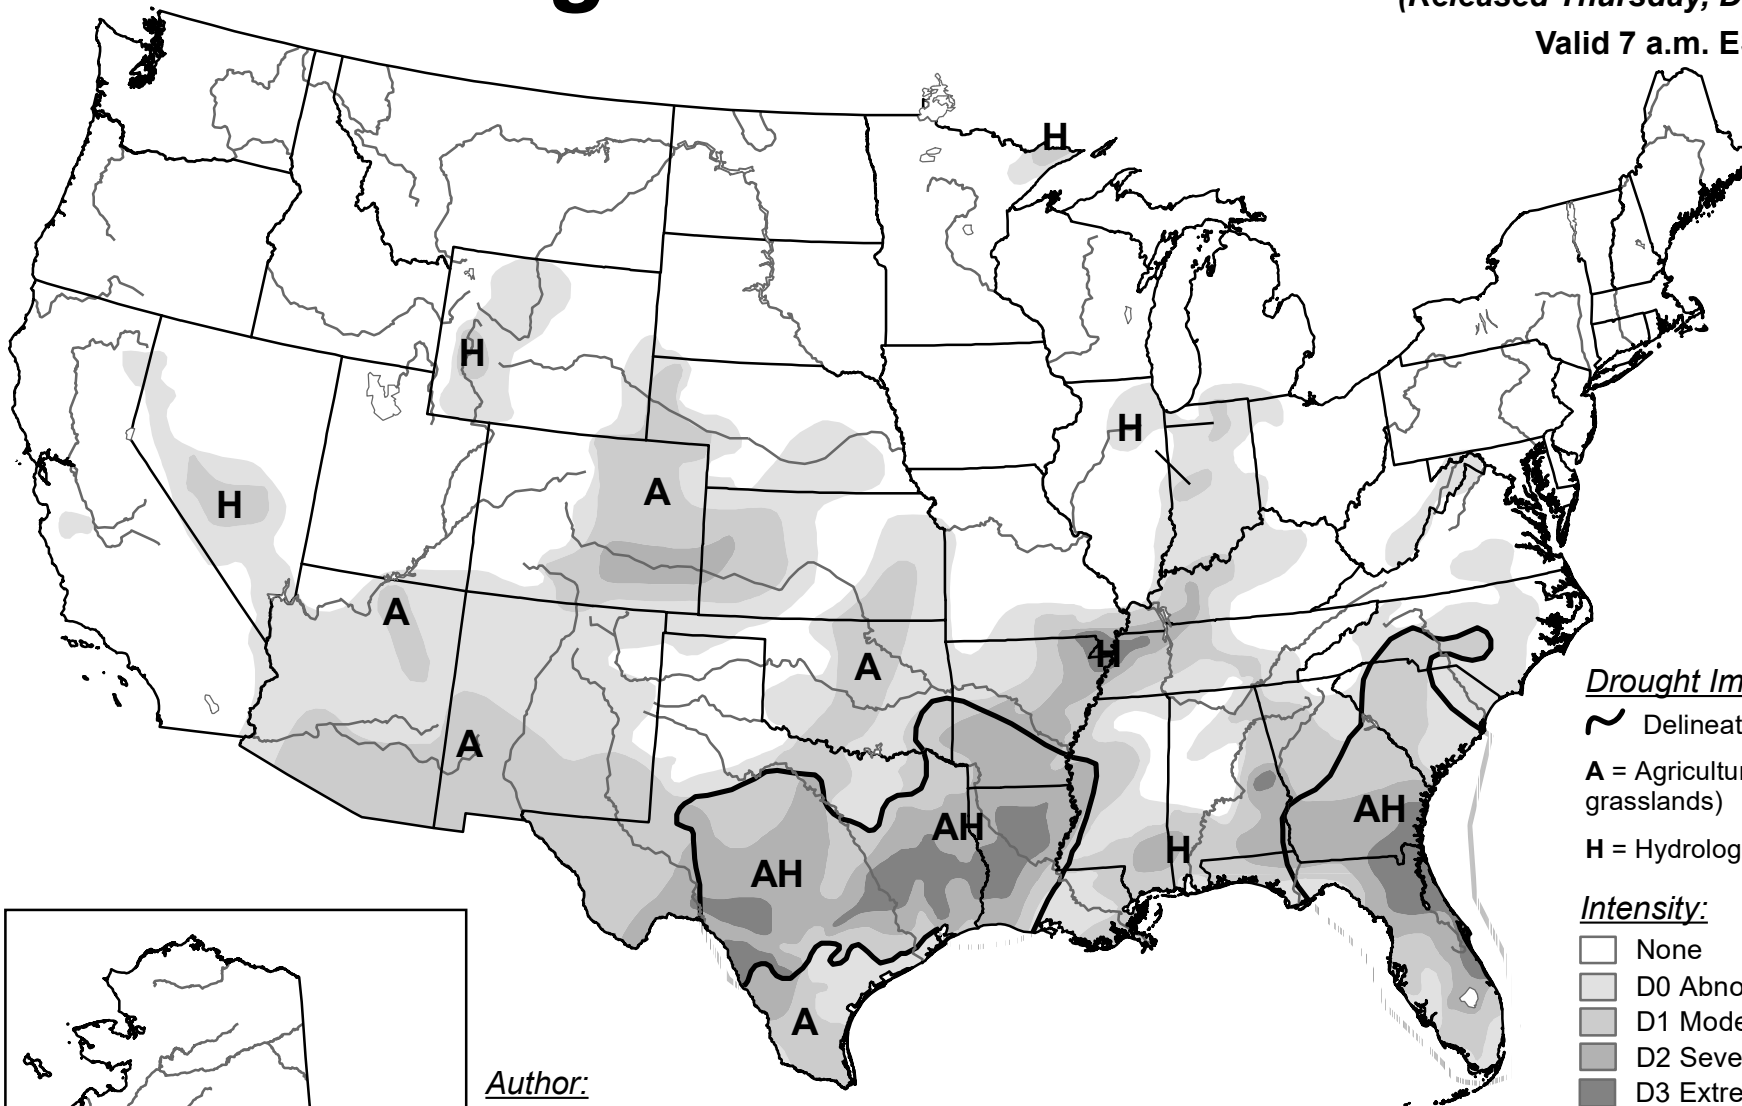 (Released Thursday, D
Valid 7 a.m. E
H
H
A
H
H
A
H
A
A
AH
AH
AH
H
A
Drought Im
Delineat
A = Agricultur
grasslands)
H = Hydrolog
Intensity:
None
D0 Abno
D1 Mode
D2 Seve
D3 Extre
Author: